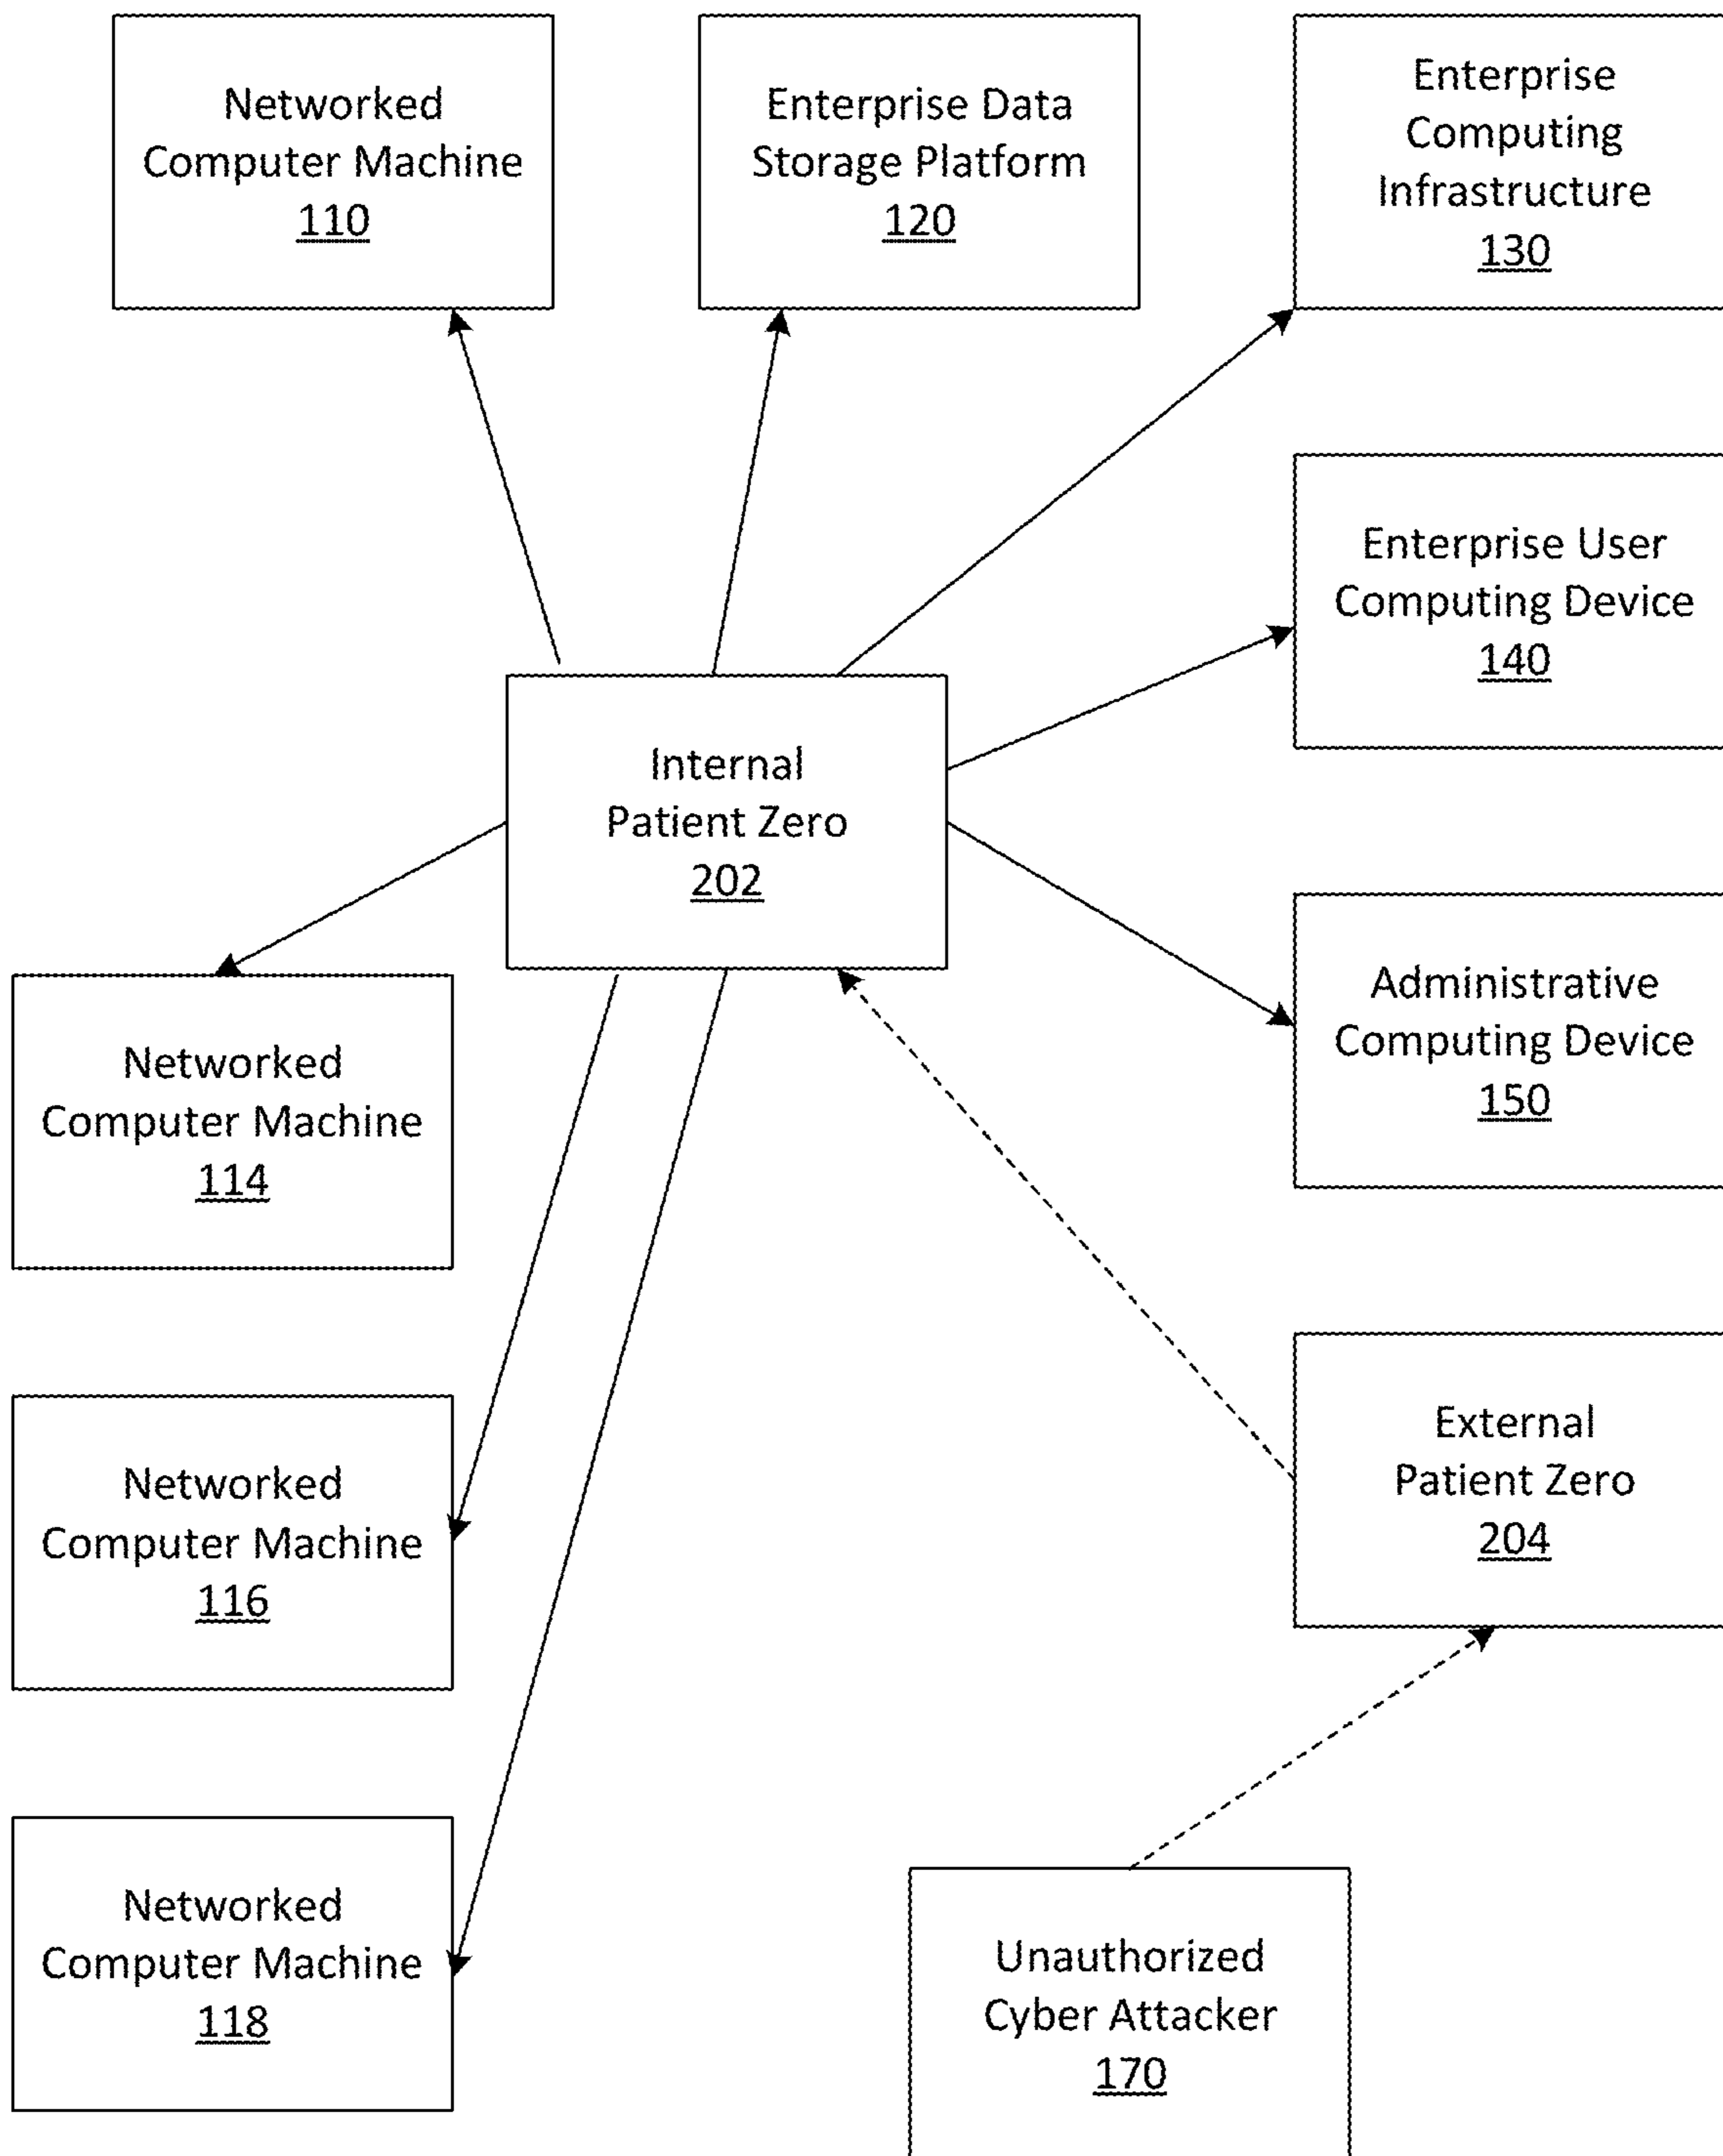 Networked
Computer Machine
110
Enterprise Data
Storage Platform
120
Enterprise
Computing
Infrastructure
130
Enterprise User
Computing Device
140
Internal
Patient Zero
202
Administrative
Computing Device
150
Networked
Computer Machine
114
External
Patient Zero
204
Networked
Computer Machine
116
Networked
Computer Machine
118
Unauthorized
Cyber Attacker
170